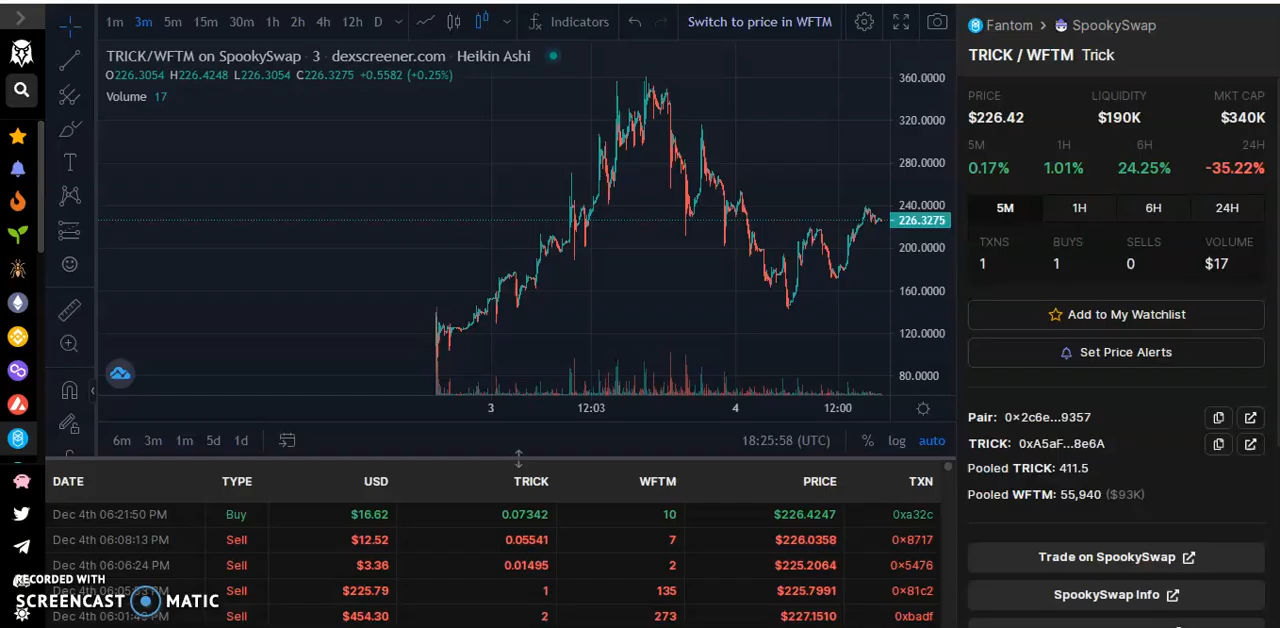 1m 3m 5m 15m 30m 1h 2h 4h 12h D Indicators Switch to price in WFTM
TRICK/WFTM on SpookySwap · 3 · dexscreener.com · Heikin Ashi
O226.3054 H226.4248 L226.3054 C226.3275 +0.5582 (+0.25%)
Volume 17
360.0000
320.0000
280.0000
240.0000
226.3275
200.0000
160.0000
120.0000
80.0000
3 12:03 4 12:00
6m 3m 1m 5d 1d 18:25:58 (UTC) % log auto
DATE TYPE USD TRICK WFTM PRICE TXN
Dec 4th 06:21:50 PM Buy $16.62 0.07342 10 $226.4247 0xa32c
Dec 4th 06:08:13 PM Sell $12.52 0.05541 7 $226.0358 0x8717
Dec 4th 06:06:24 PM Sell $3.36 0.01495 2 $225.2064 0x5476
Sell $225.79 1 135 $225.7991 0x81c2
Sell $454.30 2 273 $227.1510 0xbadf
RECORDED WITH
SCREENCAST MATIC
Fantom > SpookySwap
TRICK / WFTM Trick
PRICE LIQUIDITY MKT CAP
$226.42 $190K $340K
5M 1H 6H 24H
0.17% 1.01% 24.25% -35.22%
5M 1H 6H 24H
TXNS BUYS SELLS VOLUME
1 1 0 $17
Add to My Watchlist
Set Price Alerts
Pair: 0×2c6e...9357
TRICK: 0xA5aF...8e6A
Pooled TRICK: 411.5
Pooled WFTM: 55,940 ($93K)
Trade on SpookySwap
SpookySwap Info